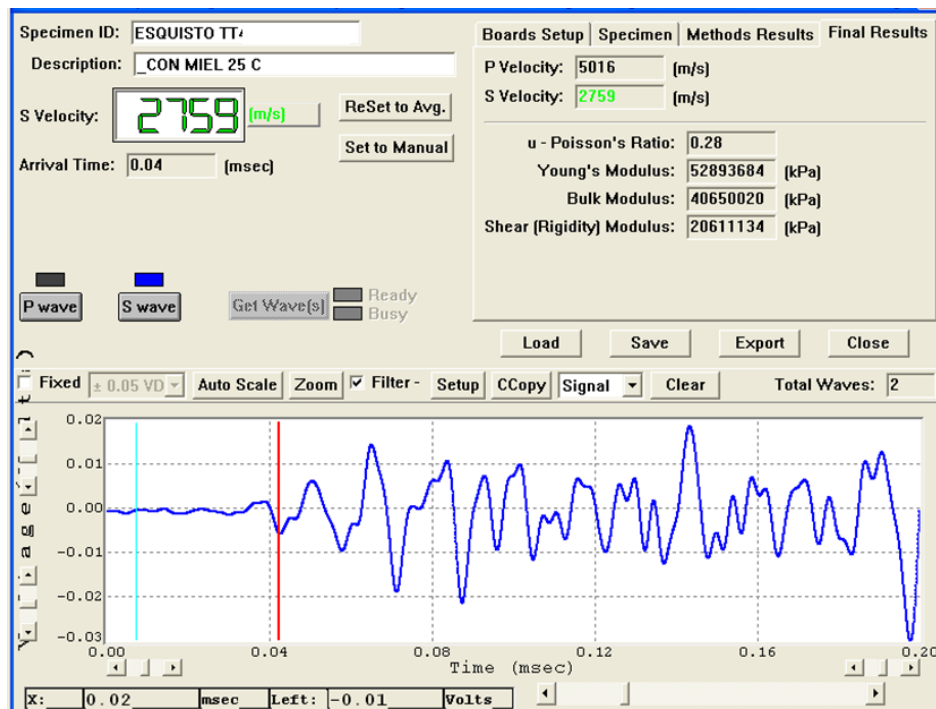 Specimen ID: ESQUISTO TT4
Description: _CON MIEL 25 C
S Velocity: 2759 (m/s) ReSet to Avg.
Set to Manual
Arrival Time: 0.04 (msec)
Boards Setup Specimen Methods Results Final Results
P Velocity: 5016 (m/s)
S Velocity: 2759 (m/s)
u - Poisson's Ratio: 0.28
Young's Modulus: 52893684 (kPa)
Bulk Modulus: 40650020 (kPa)
Shear (Rigidity) Modulus: 20611134 (kPa)
P wave S wave Get Wave(s) Ready
Busy
Load Save Export Close
Fixed ± 0.05 VD Auto Scale Zoom Filter - Setup CCopy Signal Clear Total Waves: 2
0.02
0.01
0.00
-0.01
-0.02
-0.03
0.00 0.04 0.08 0.12 0.16 0.20
Time (msec)
X: 0.02 msec Left: -0.01 Volts